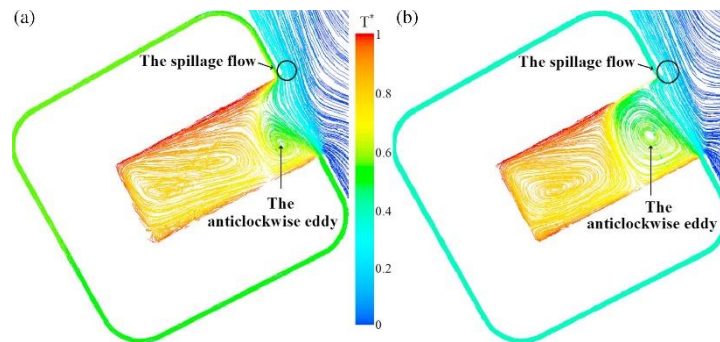 (a)
The spillage flow
The
anticlockwise eddy
T*
1
0.8
0.6
0.4
0.2
0
(b)
The spillage flow
The
anticlockwise eddy